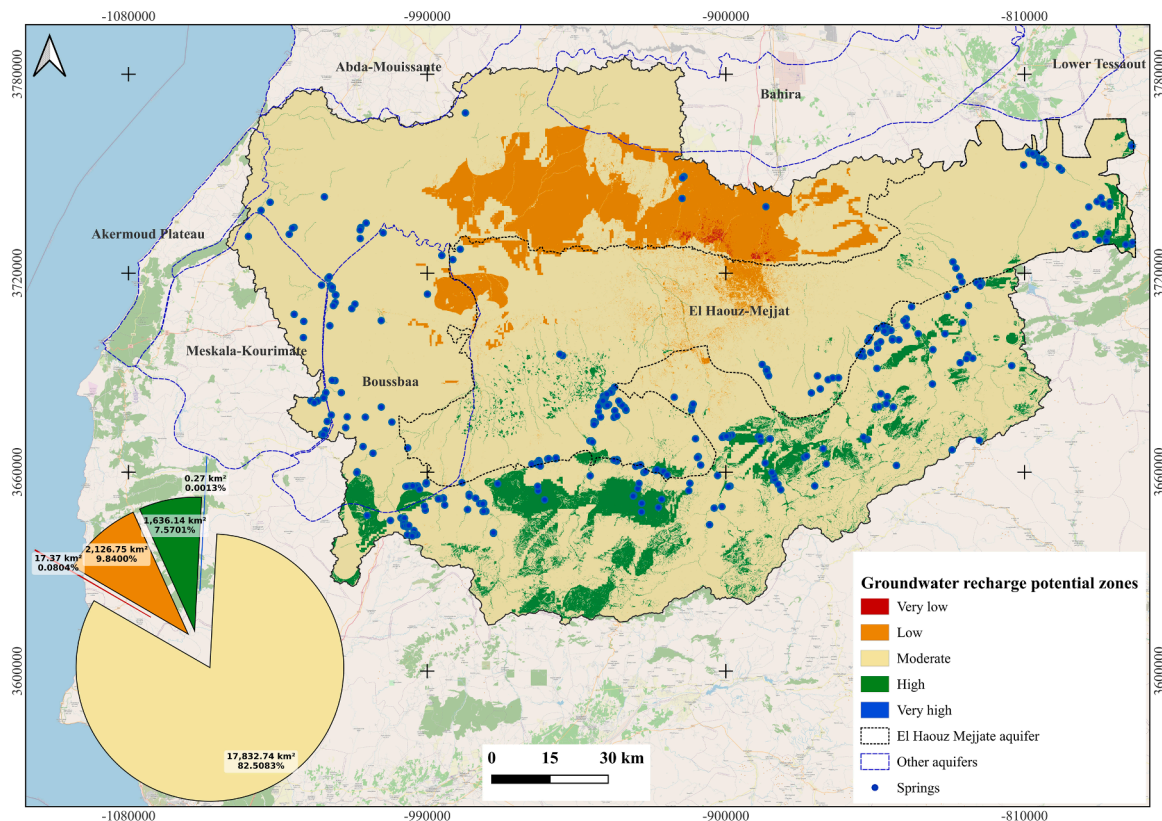 -1080000
-990000
-900000
-810000
3780000
3780000
Abda-Mouissante
Lower Tessaout
Bahira
Akermoud Plateau
3720000
3720000
El Haouz-Mejjat
Meskala-Kourimate
Boussbaa
3660000
3660000
0.27 km²
0.0013%
1,636.14 km²
7.5701%
2,126.75 km²
9.8400%
17.37 km²
0.0804%
17,832.74 km²
82.5083%
3600000
3600000
Groundwater recharge potential zones
Very low
Low
Moderate
High
Very high
El Haouz Mejjate aquifer
Other aquifers
Springs
0 15 30 km
-1080000
-990000
-900000
-810000